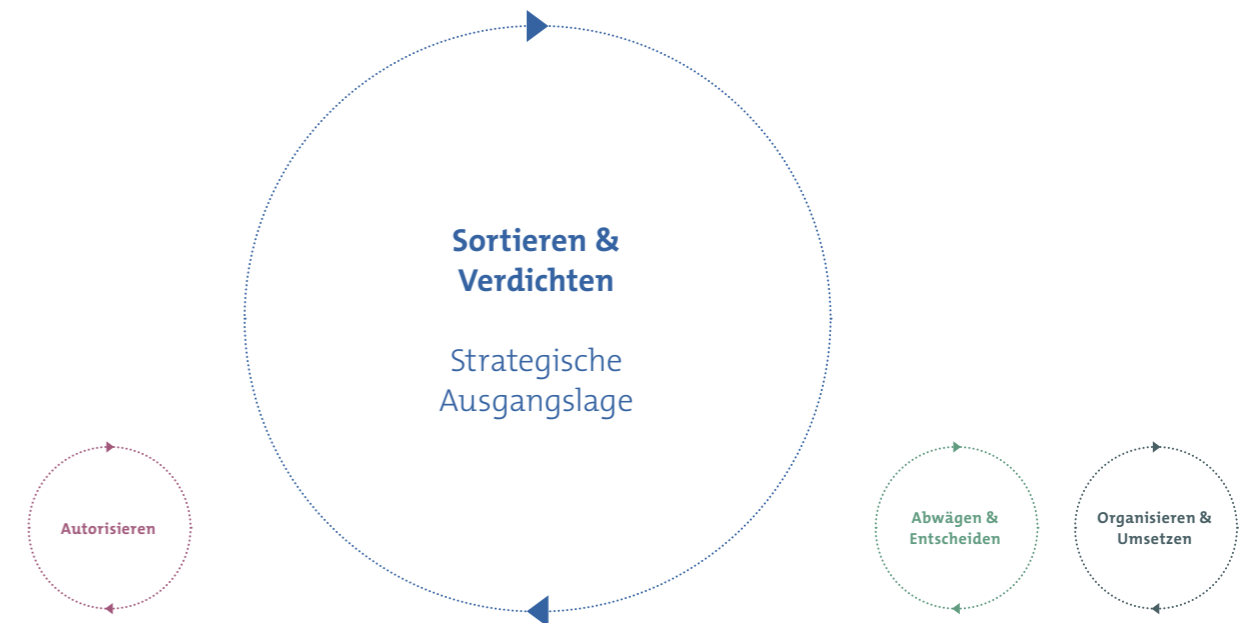 Autorisieren
Sortieren &
Verdichten
Strategische
Ausgangslage
Abwägen &
Entscheiden
Organisieren &
Umsetzen